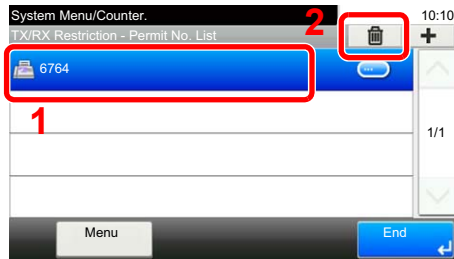 System Menu/Counter.
10:10
TX/RX Restriction - Permit No. List
2
6764
1
1/1
Menu
End